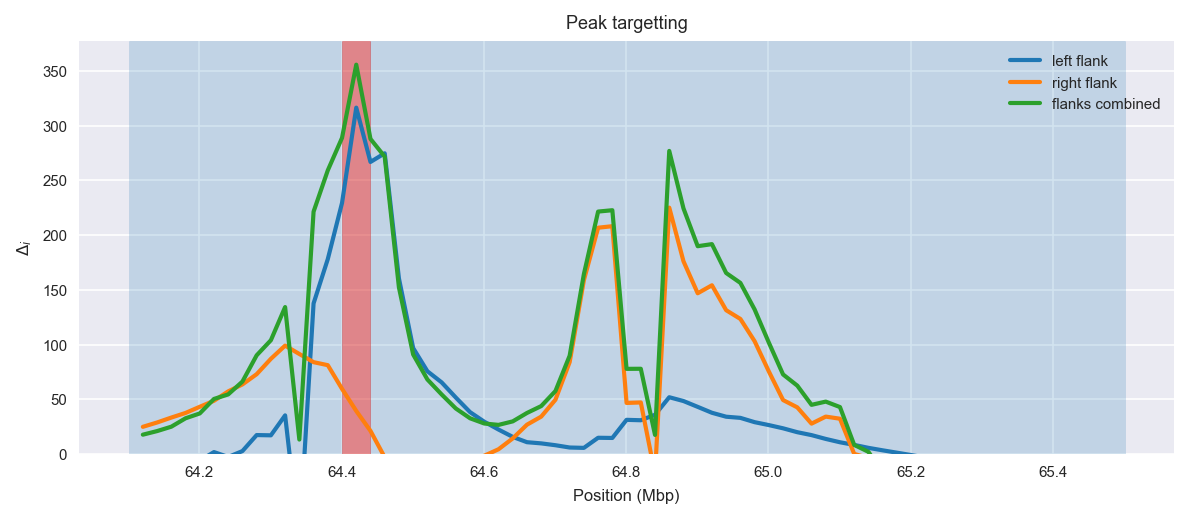 Peak targetting
left flank
right flank
flanks combined
350
300
250
200
150
100
50
0
Δi
64.2 64.4 64.6 64.8 65.0 65.2 65.4
Position (Mbp)